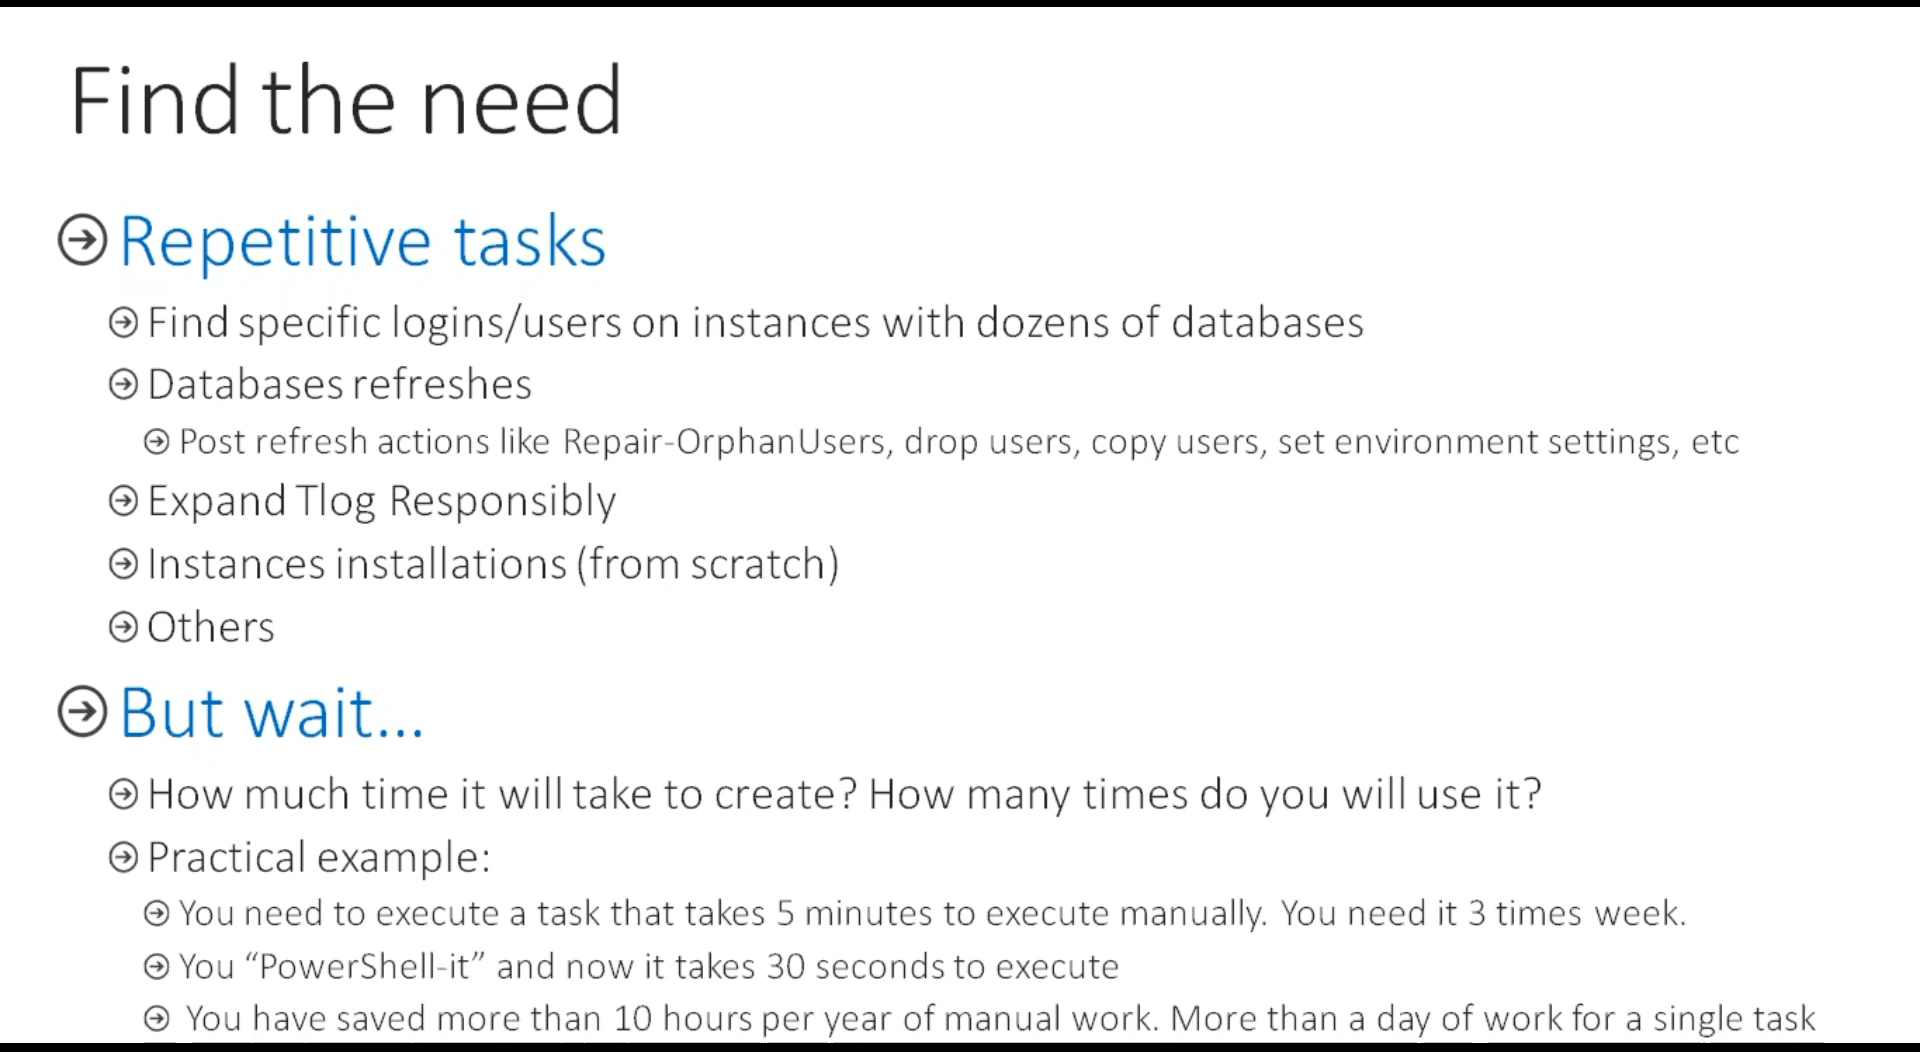 Find the need
Repetitive tasks
Find specific logins/users on instances with dozens of databases
Databases refreshes
Post refresh actions like Repair-OrphanUsers, drop users, copy users, set environment settings, etc
Expand Tlog Responsibly
Instances installations (from scratch)
Others
But wait...
How much time it will take to create? How many times do you will use it?
Practical example:
You need to execute a task that takes 5 minutes to execute manually. You need it 3 times week.
You “PowerShell-it” and now it takes 30 seconds to execute
You have saved more than 10 hours per year of manual work. More than a day of work for a single task